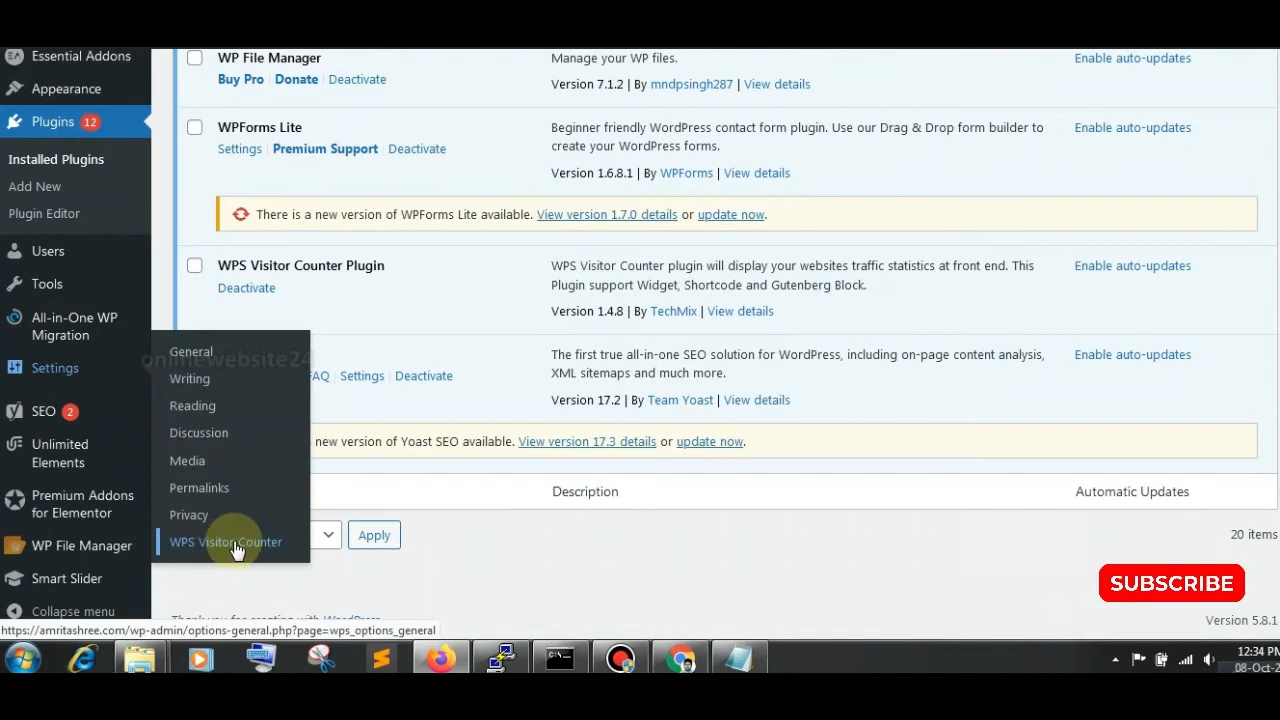 Essential Addons
Appearance
Plugins 12
Installed Plugins
Add New
Plugin Editor
Users
Tools
All-in-One WP
Migration
Settings
SEO 2
Unlimited
Elements
Premium Addons
for Elementor
WP File Manager
Smart Slider
Collapse menu
General
Writing
Reading
Discussion
Media
Permalinks
Privacy
WPS Visitor Counter
onlinewebsite24
WP File Manager
Buy Pro | Donate | Deactivate
Manage your WP files.
Version 7.1.2 | By mndpsingh287 | View details
Enable auto-updates
WPForms Lite
Settings | Premium Support | Deactivate
Beginner friendly WordPress contact form plugin. Use our Drag & Drop form builder to
create your WordPress forms.
Version 1.6.8.1 | By WPForms | View details
Enable auto-updates
There is a new version of WPForms Lite available. View version 1.7.0 details or update now.
WPS Visitor Counter Plugin
Deactivate
WPS Visitor Counter plugin will display your websites traffic statistics at front end. This
Plugin support Widget, Shortcode and Gutenberg Block.
Version 1.4.8 | By TechMix | View details
Enable auto-updates
FAQ | Settings | Deactivate
The first true all-in-one SEO solution for WordPress, including on-page content analysis,
XML sitemaps and much more.
Version 17.2 | By Team Yoast | View details
Enable auto-updates
new version of Yoast SEO available. View version 17.3 details or update now.
Description
Automatic Updates
Apply
20 items
SUBSCRIBE
Thank you for creating with WordPress
Version 5.8.1
https://amritashree.com/wp-admin/options-general.php?page=wps_options_general
12:34 PM
08-Oct-2